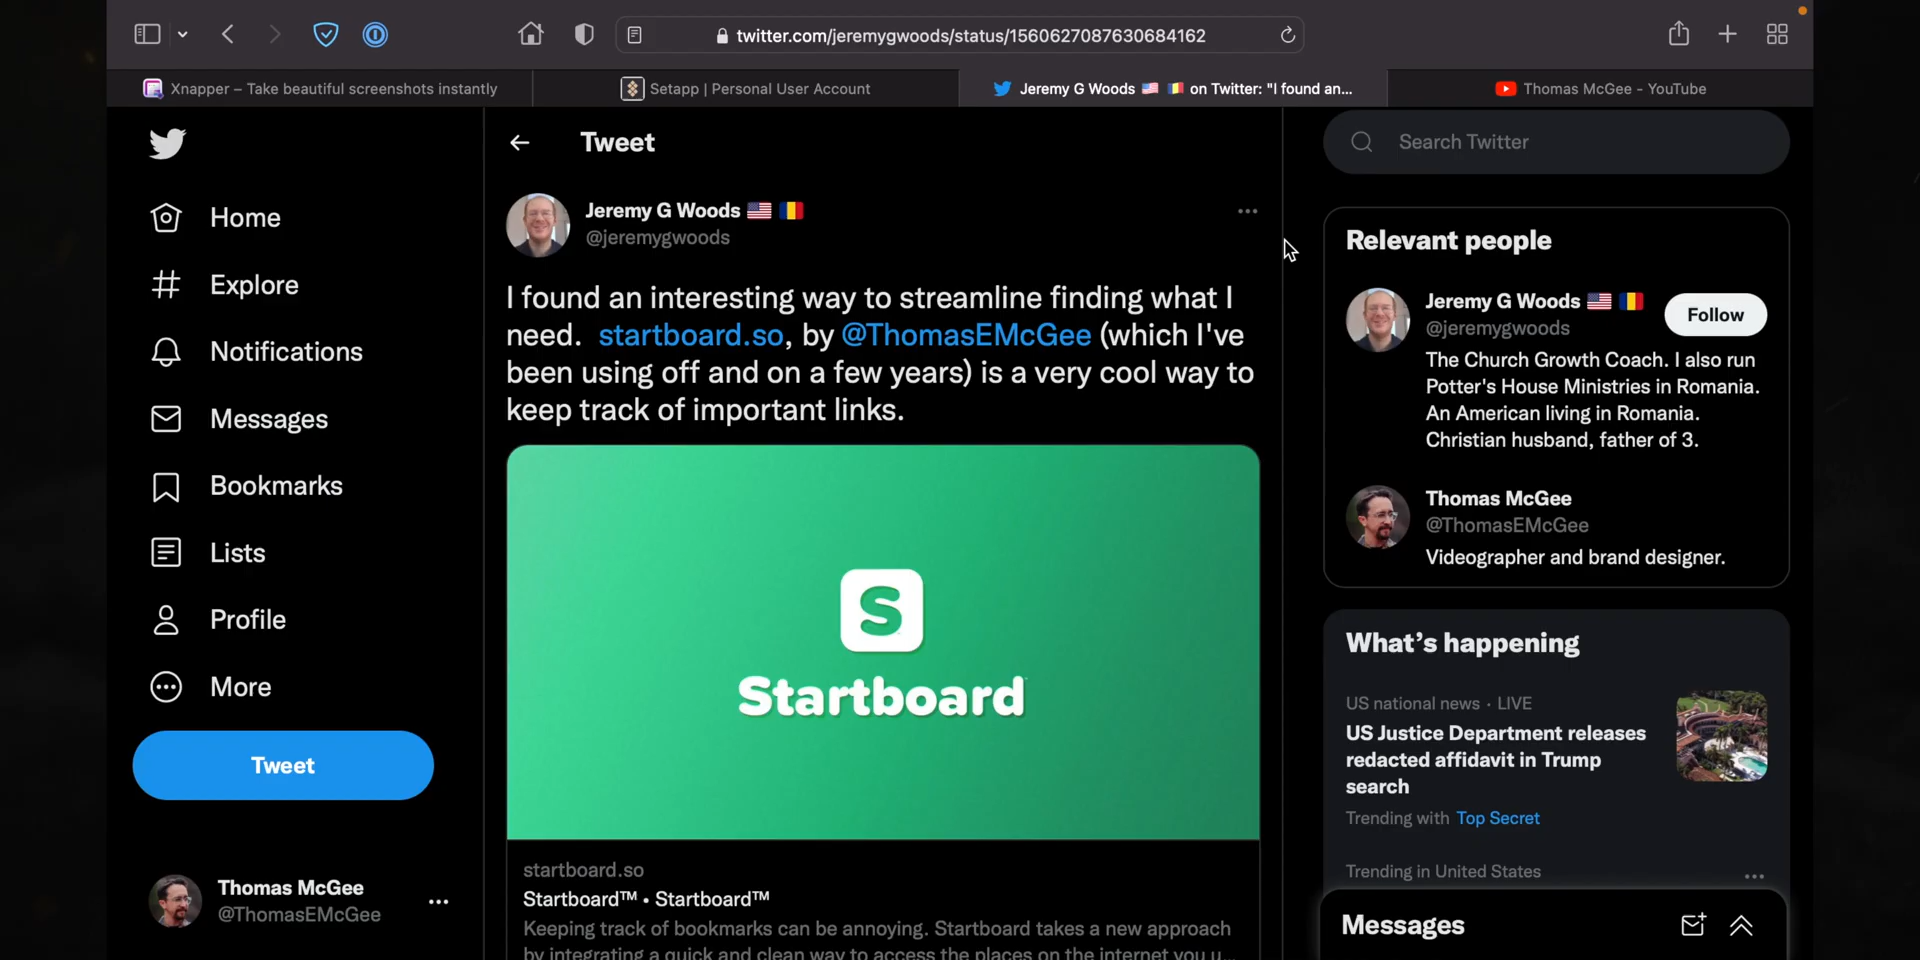 twitter.com/jeremygwoods/status/1560627087630684162
Xnapper – Take beautiful screenshots instantly
Setapp | Personal User Account
Jeremy G Woods 🇺🇸 🇷🇴 on Twitter: "I found an...
Thomas McGee - YouTube
Home
Explore
Notifications
Messages
Bookmarks
Lists
Profile
More
Tweet
Thomas McGee
@ThomasEMcGee
Tweet
Jeremy G Woods 🇺🇸 🇷🇴
@jeremygwoods
I found an interesting way to streamline finding what I
need. startboard.so, by @ThomasEMcGee (which I've
been using off and on a few years) is a very cool way to
keep track of important links.
S
Startboard
startboard.so
Startboard™ • Startboard™
Keeping track of bookmarks can be annoying. Startboard takes a new approach
by integrating a quick and clean way to access the places on the internet you u...
Search Twitter
Relevant people
Jeremy G Woods 🇺🇸 🇷🇴
@jeremygwoods
Follow
The Church Growth Coach. I also run
Potter's House Ministries in Romania.
An American living in Romania.
Christian husband, father of 3.
Thomas McGee
@ThomasEMcGee
Videographer and brand designer.
What's happening
US national news · LIVE
US Justice Department releases
redacted affidavit in Trump
search
Trending with Top Secret
Trending in United States
Messages